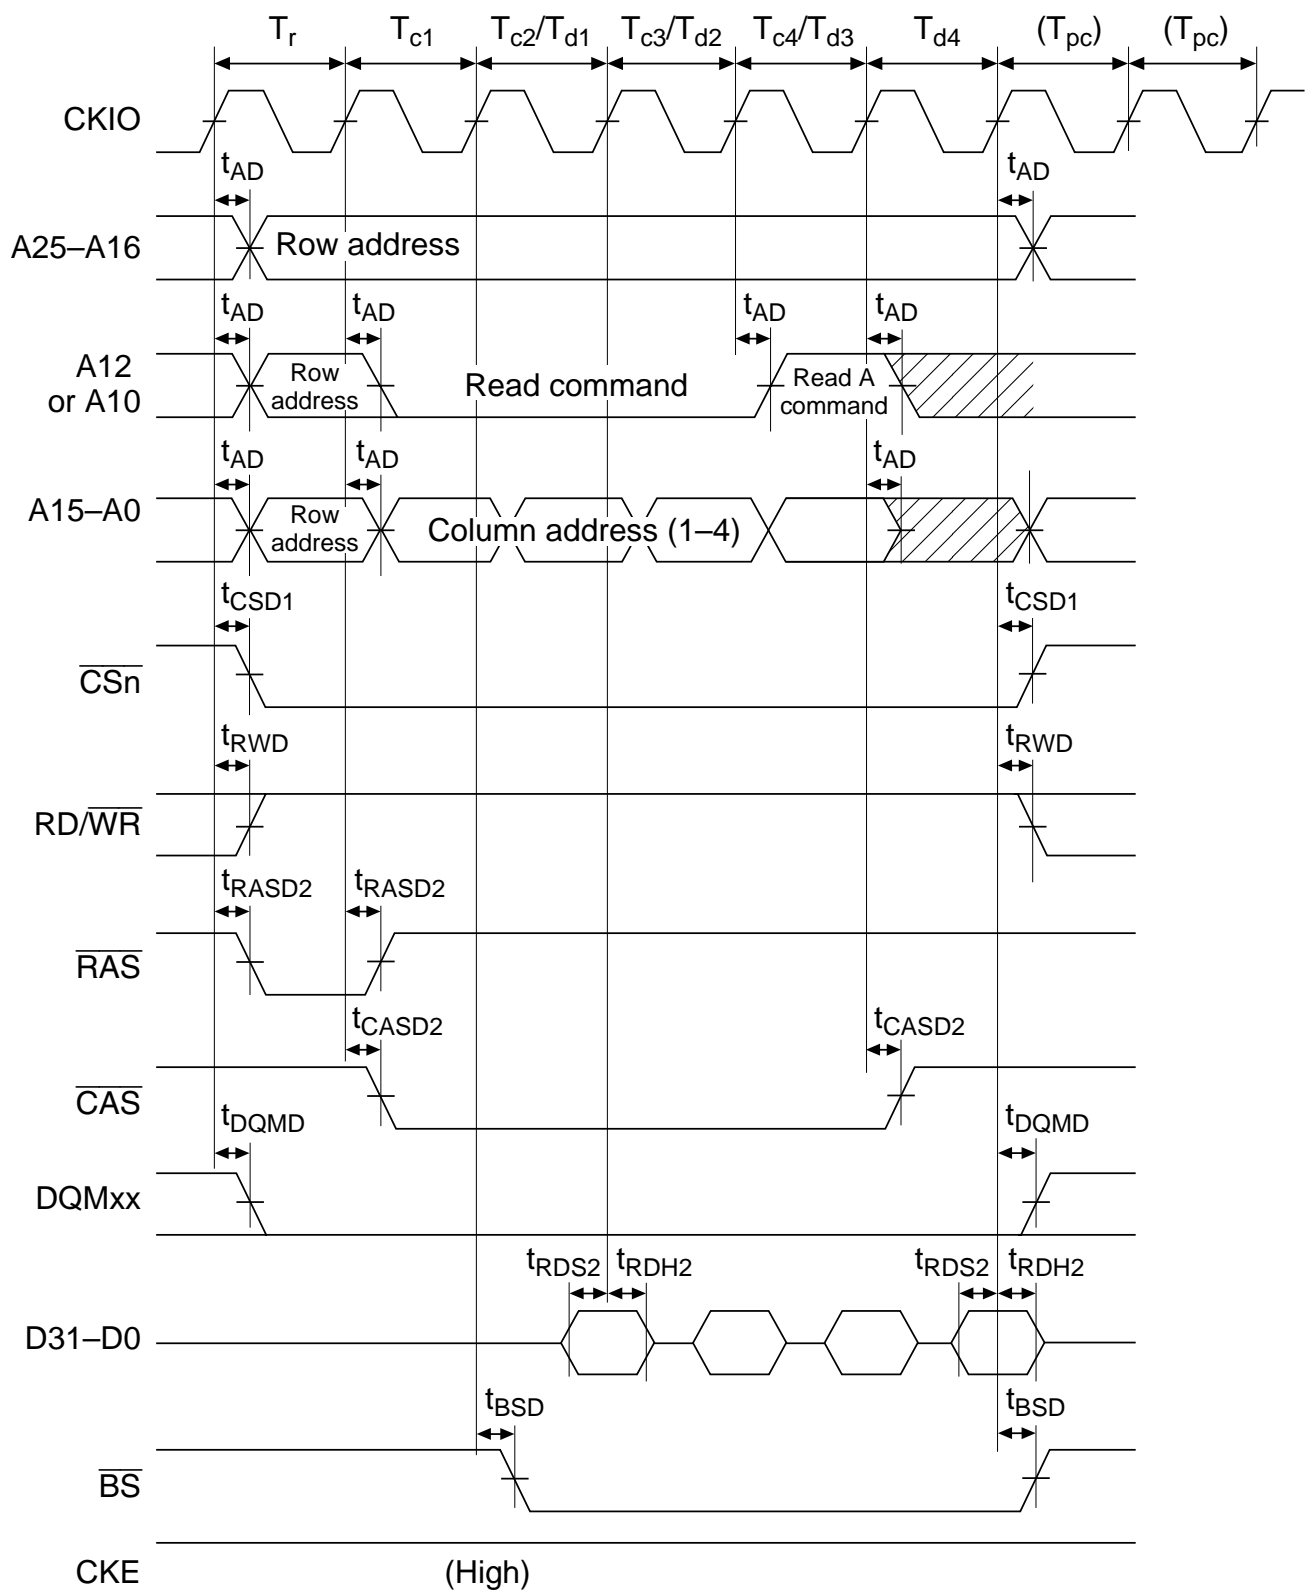 Tr Tc1 Tc2/Td1 Tc3/Td2 Tc4/Td3 Td4 (Tpc) (Tpc)
CKIO
tAD tAD
A25–A16 Row address
tAD tAD tAD tAD
A12 or A10
Row address
Read command
Read A command
tAD tAD tAD
A15–A0
Row address
Column address (1–4)
tCSD1 tCSD1
CSn
tRWD tRWD
RD/WR
tRASD2 tRASD2
RAS
tCASD2 tCASD2
CAS
tDQMD tDQMD
DQMxx
tRDS2 tRDH2 tRDS2 tRDH2
D31–D0
tBSD tBSD
BS
CKE (High)